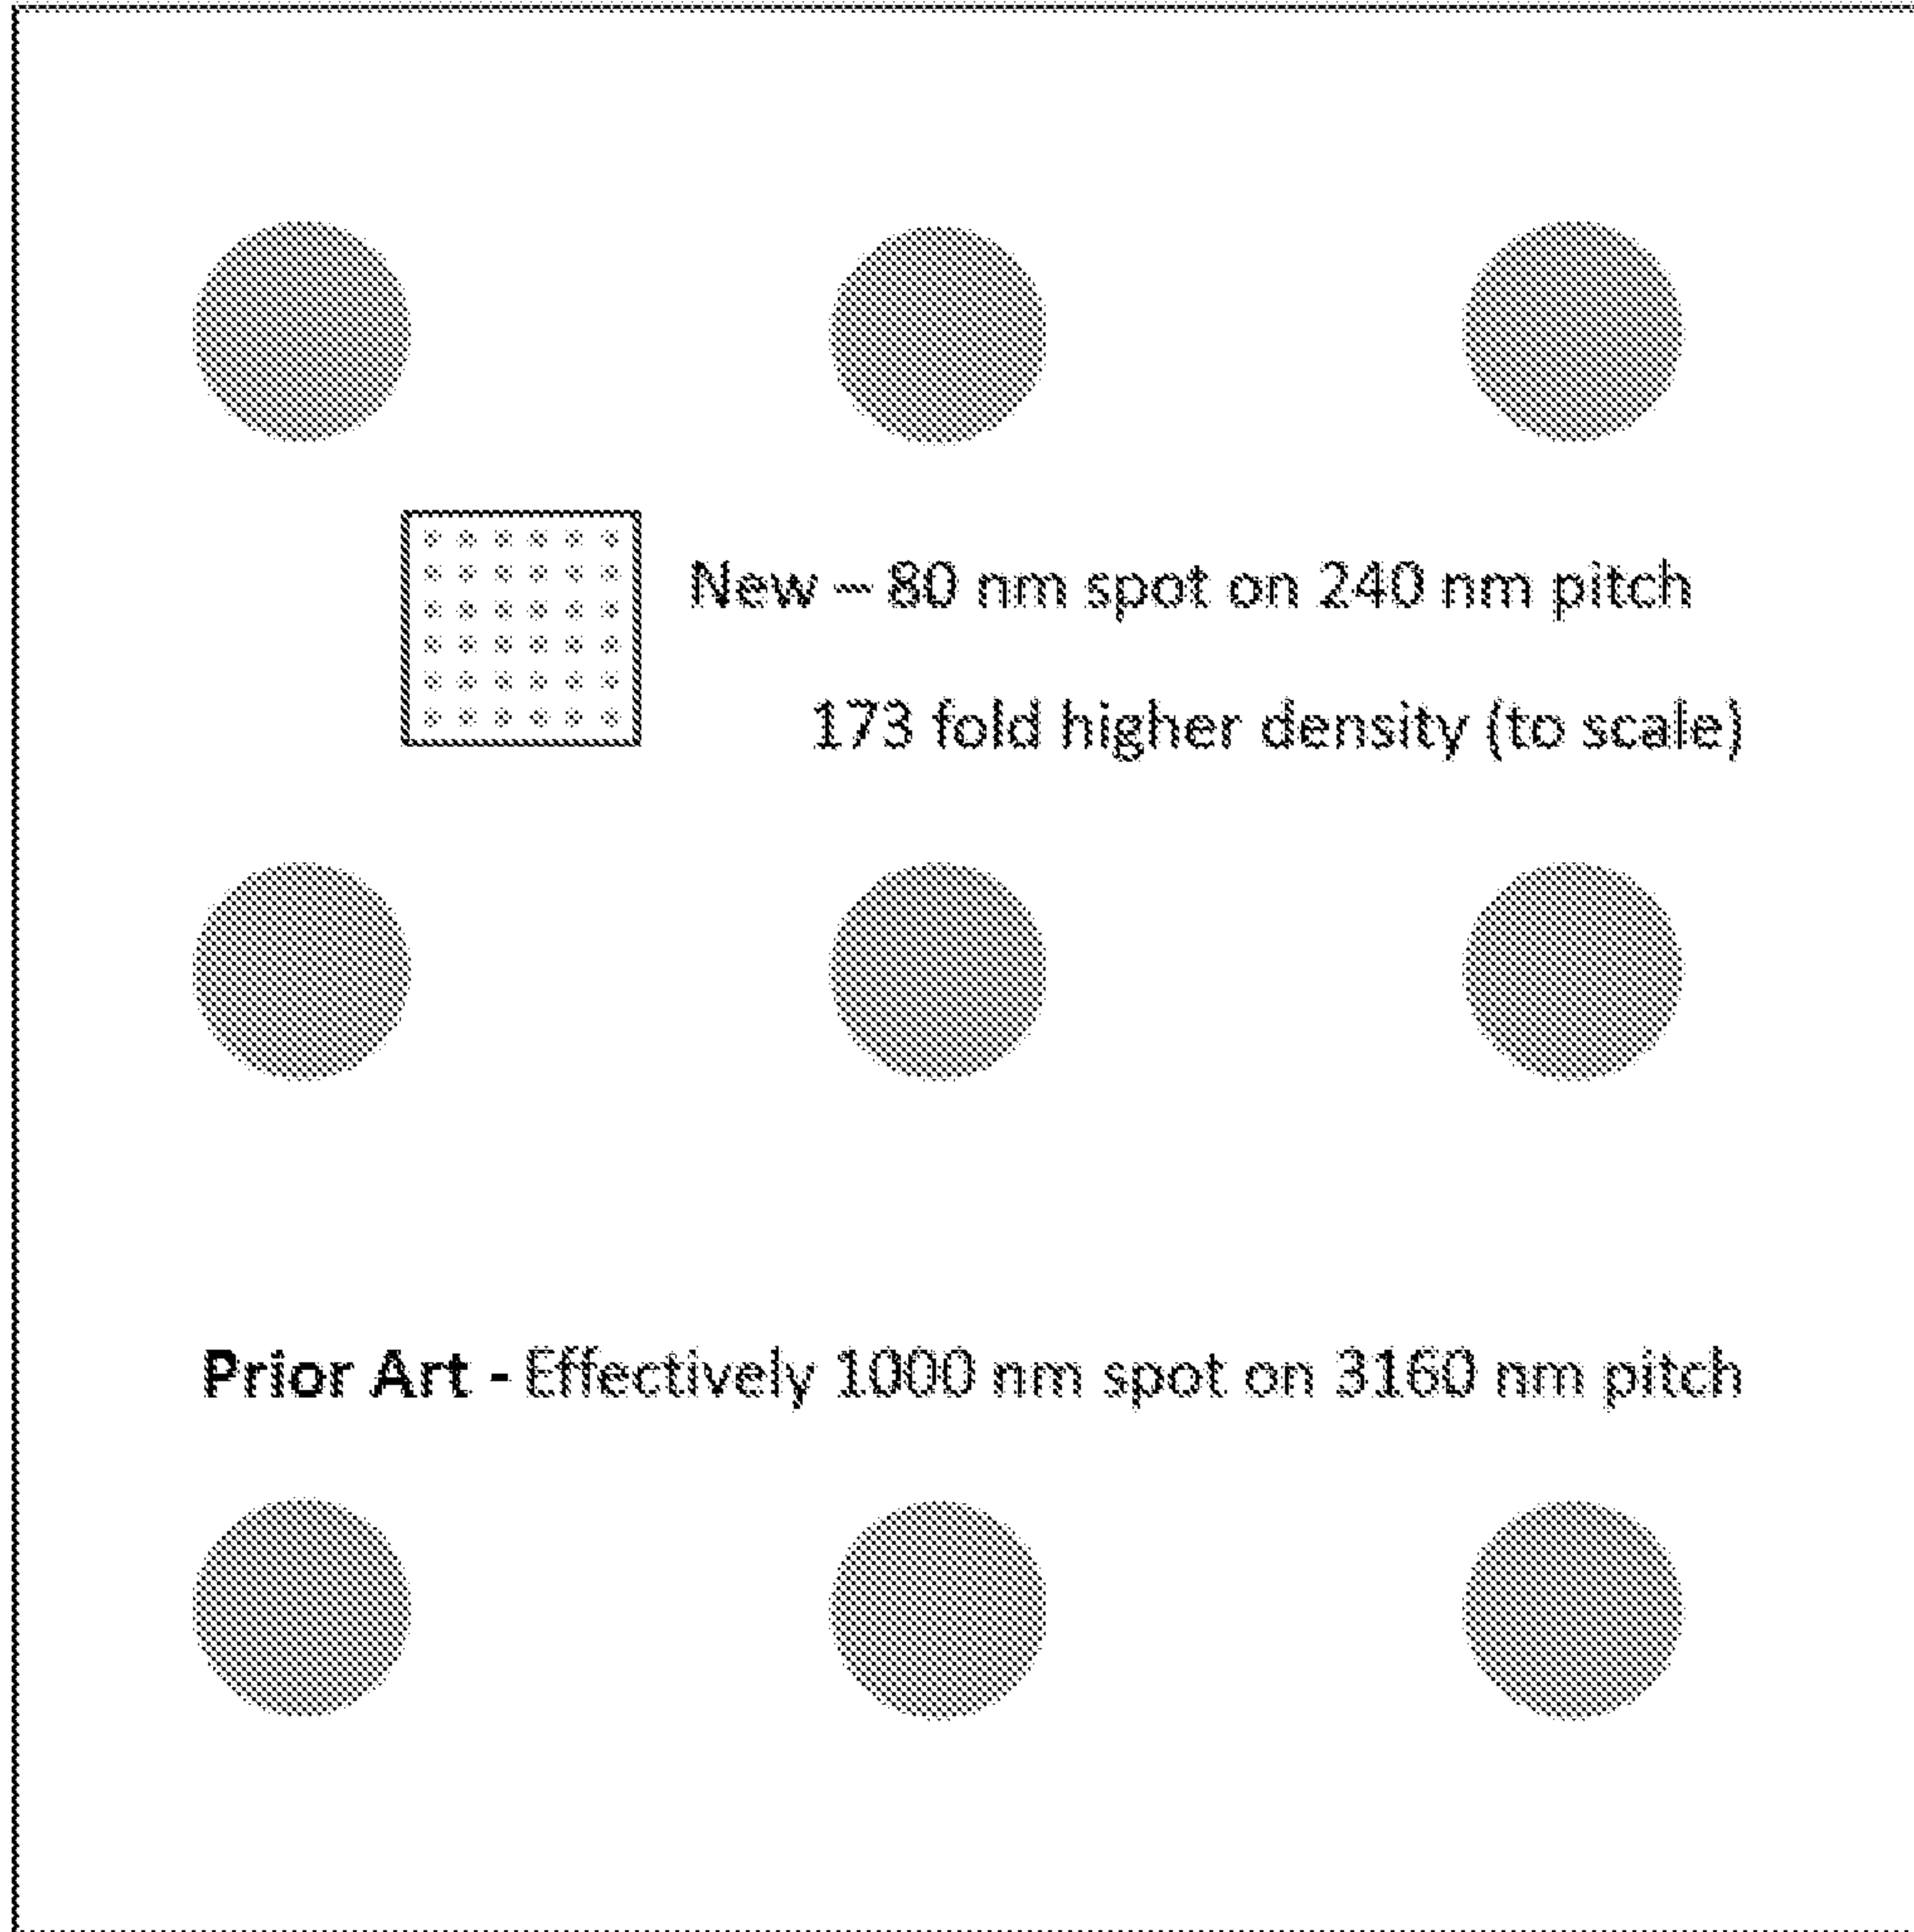 New – 80 nm spot on 240 nm pitch
173 fold higher density (to scale)
Prior Art - Effectively 1000 nm spot on 3160 nm pitch